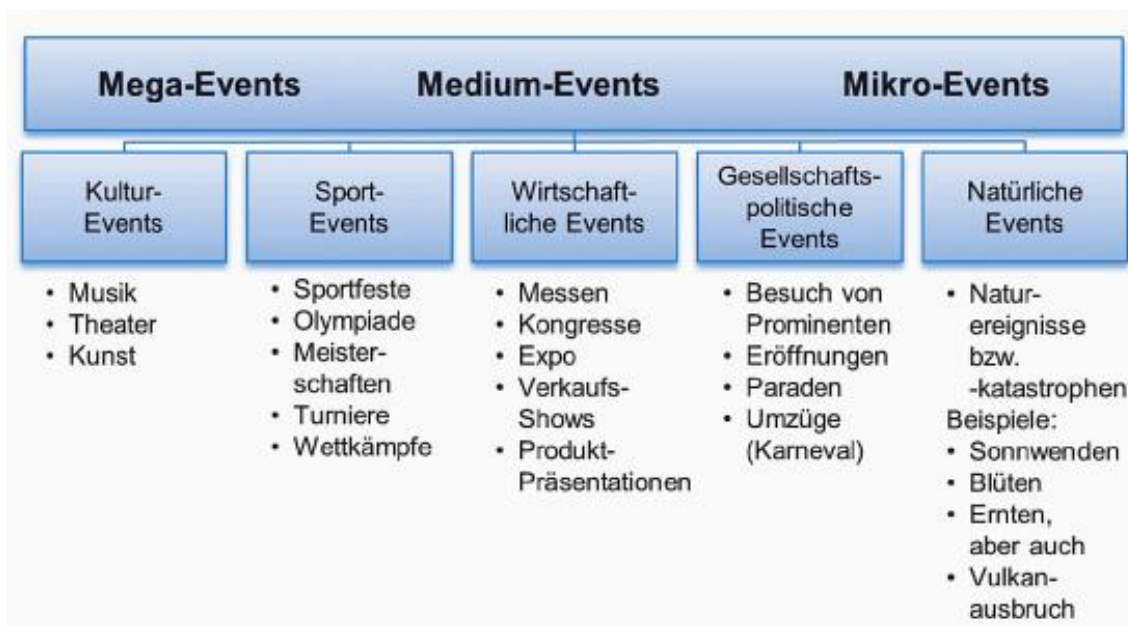 Mega-Events Medium-Events Mikro-Events
Kultur-
Events
• Musik
• Theater
• Kunst
Sport-
Events
• Sportfeste
• Olympiade
• Meister-
schaften
• Turniere
• Wettkämpfe
Wirtschaft-
liche Events
• Messen
• Kongresse
• Expo
• Verkaufs-
Shows
• Produkt-
Präsentationen
Gesellschafts-
politische
Events
• Besuch von
Prominenten
• Eröffnungen
• Paraden
• Umzüge
(Karneval)
Natürliche
Events
• Natur-
ereignisse
bzw.
-katastrophen
Beispiele:
• Sonnwenden
• Blüten
• Ernten,
aber auch
• Vulkan-
ausbruch